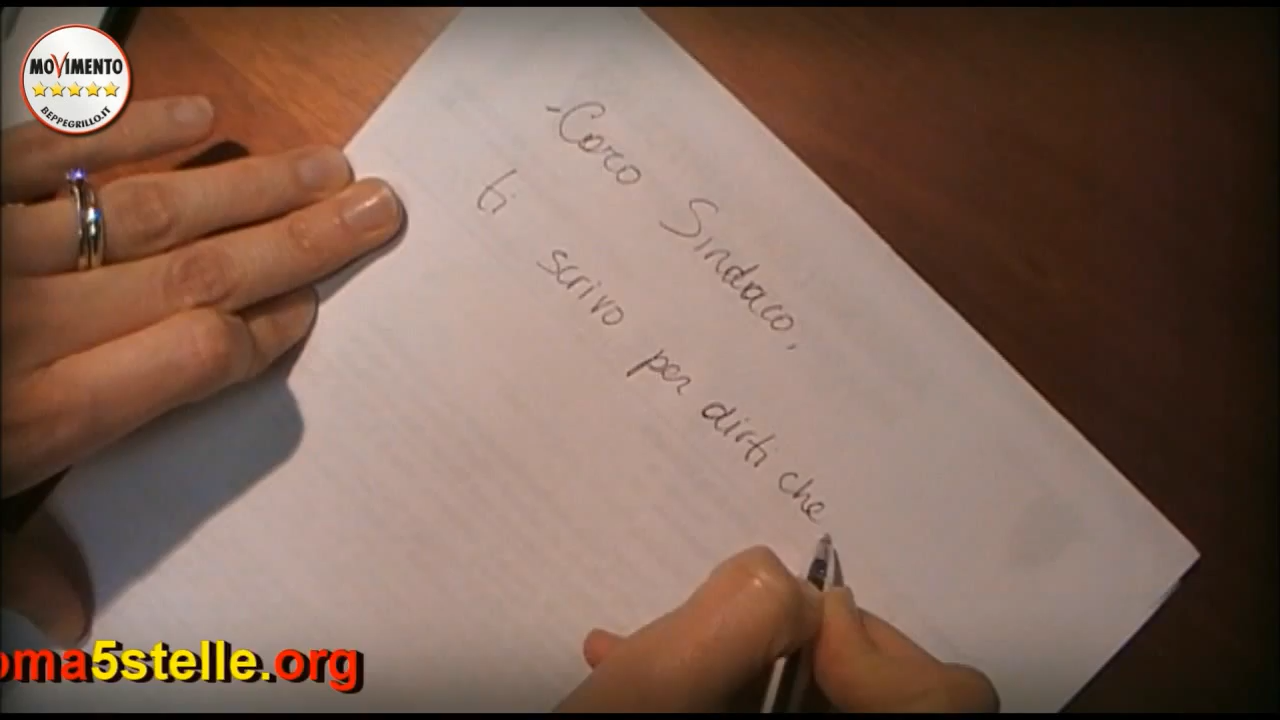 MOVIMENTO
BEPPEGRILLO.IT
Caro Sindaco,
ti scrivo per dirti che
oma5stelle.org